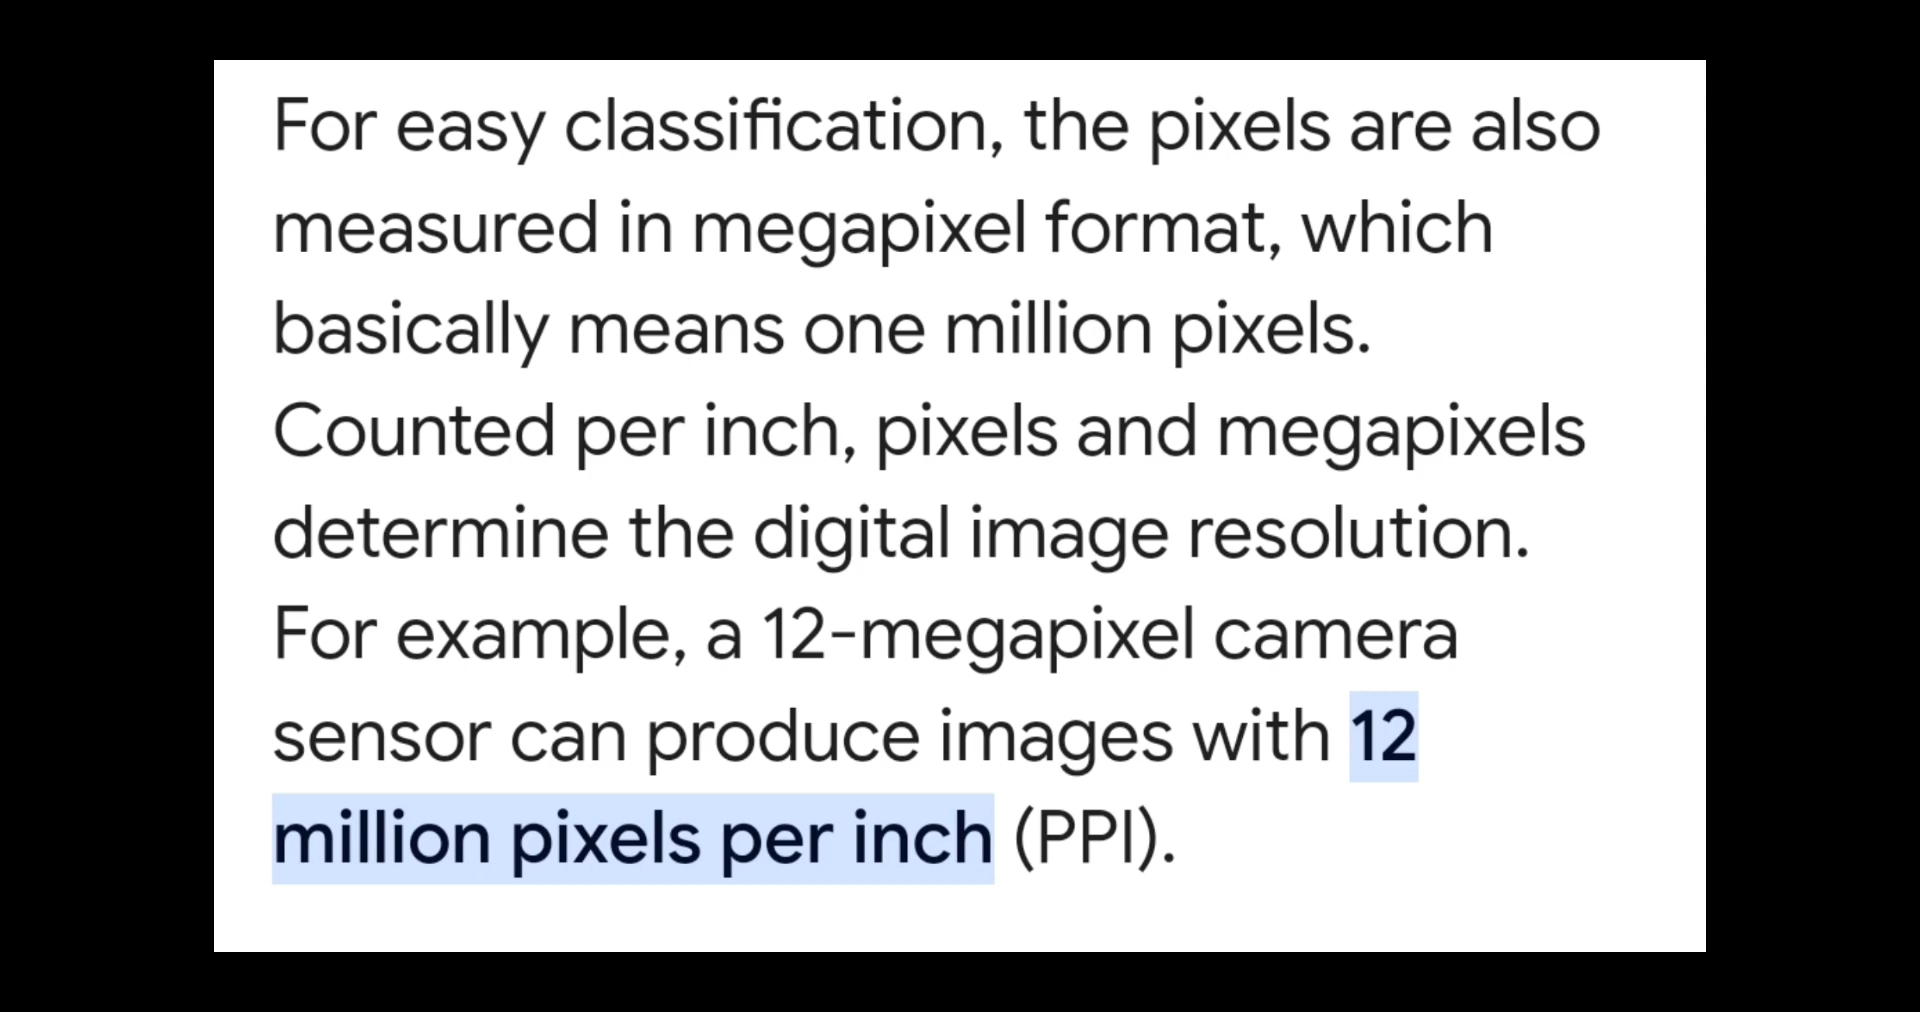 For easy classification, the pixels are also
measured in megapixel format, which
basically means one million pixels.
Counted per inch, pixels and megapixels
determine the digital image resolution.
For example, a 12-megapixel camera
sensor can produce images with 12
million pixels per inch (PPI).